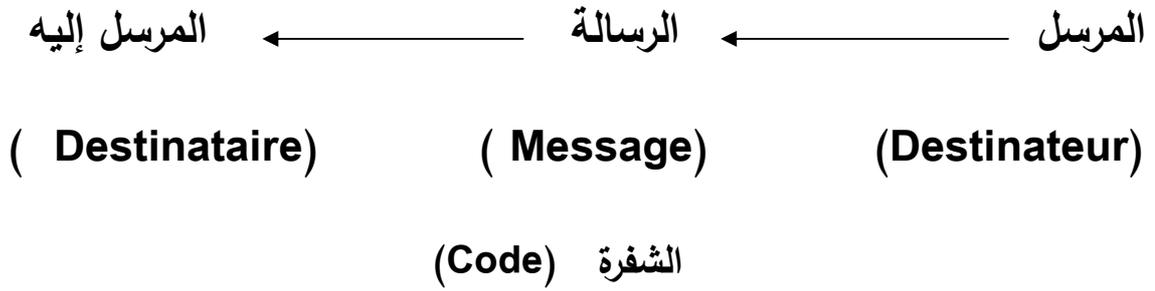 المرسل الرسالة المرسل إليه
(Destinateur) ( Message) ( Destinataire)
الشفرة (Code)